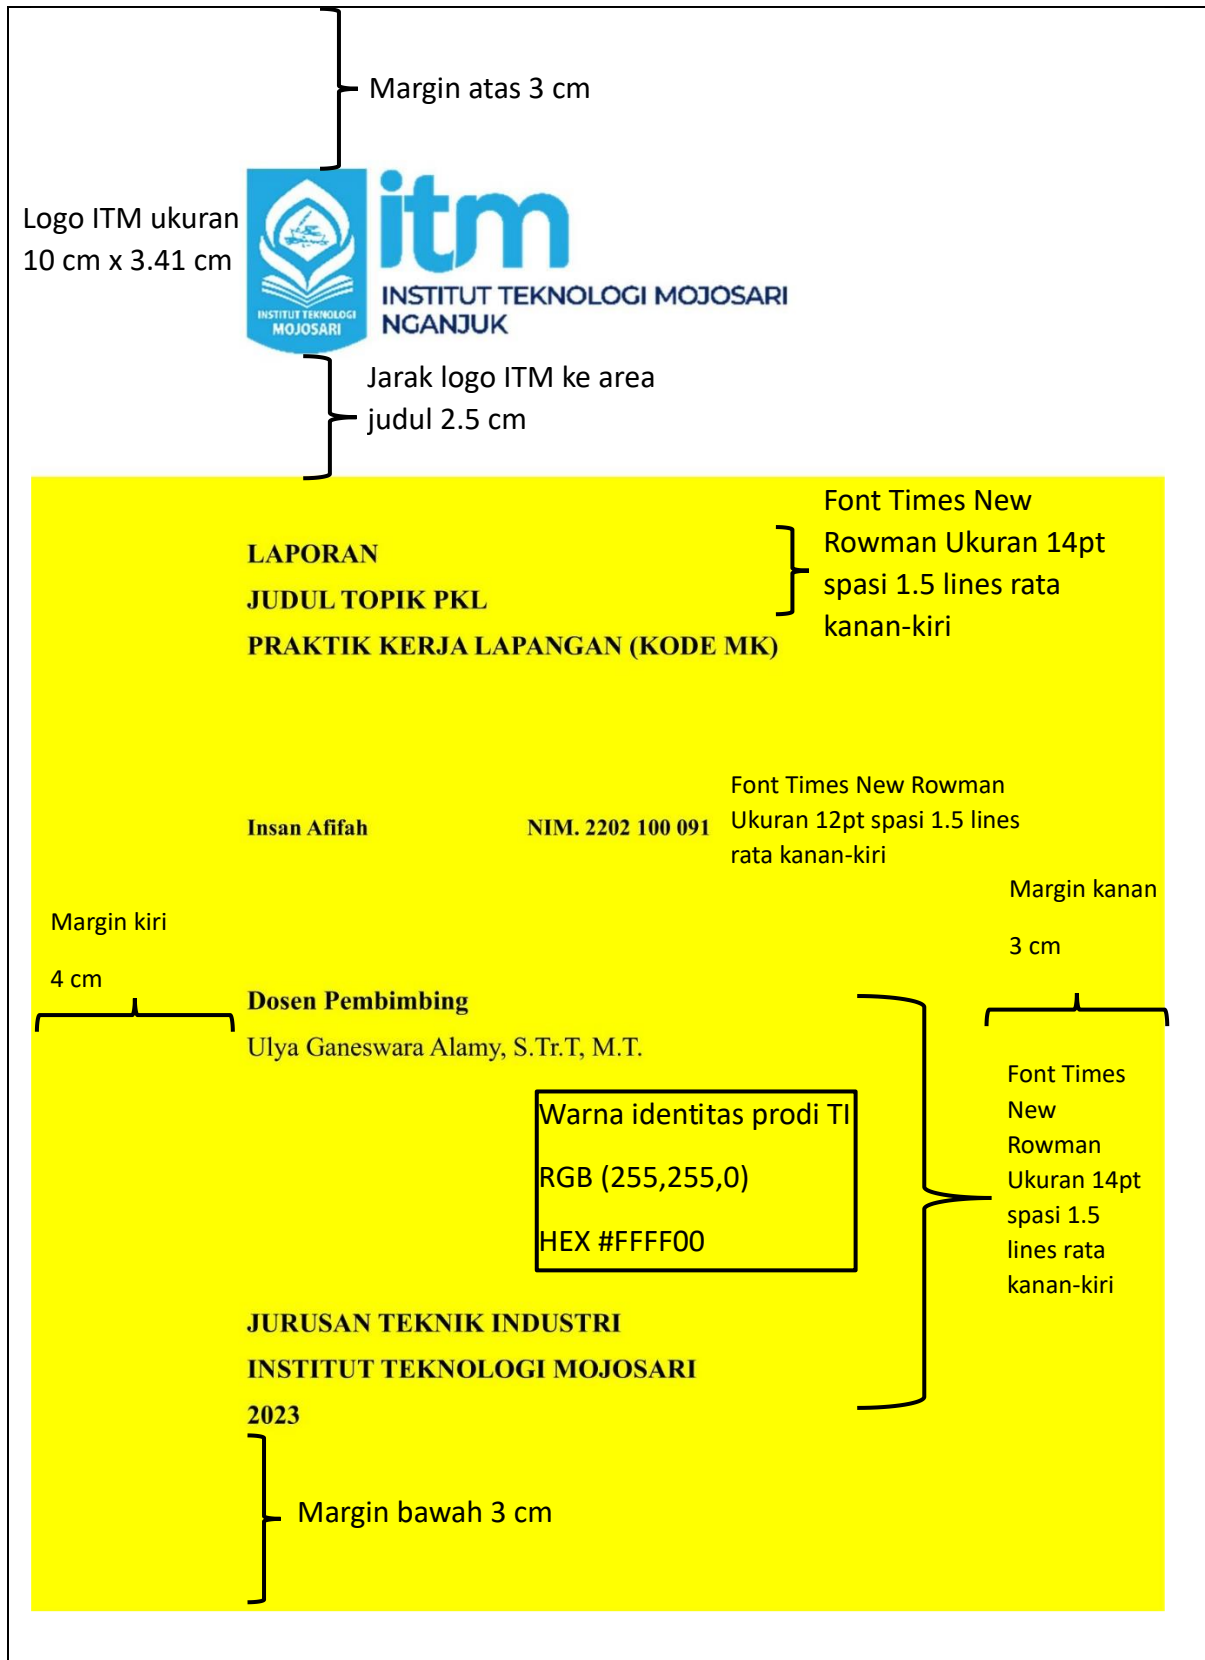 Margin atas 3 cm
Logo ITM ukuran
10 cm x 3.41 cm
INSTITUT TEKNOLOGI
MOJOSARI
itm
INSTITUT TEKNOLOGI MOJOSARI
NGANJUK
Jarak logo ITM ke area
judul 2.5 cm
Font Times New
Rowman Ukuran 14pt
spasi 1.5 lines rata
kanan-kiri
LAPORAN
JUDUL TOPIK PKL
PRAKTIK KERJA LAPANGAN (KODE MK)
Insan Afifah NIM. 2202 100 091
Font Times New Rowman
Ukuran 12pt spasi 1.5 lines
rata kanan-kiri
Margin kiri
4 cm
Margin kanan
3 cm
Dosen Pembimbing
Ulya Ganeswara Alamy, S.Tr.T, M.T.
Warna identitas prodi TI
RGB (255,255,0)
HEX #FFFF00
Font Times
New
Rowman
Ukuran 14pt
spasi 1.5
lines rata
kanan-kiri
JURUSAN TEKNIK INDUSTRI
INSTITUT TEKNOLOGI MOJOSARI
2023
Margin bawah 3 cm